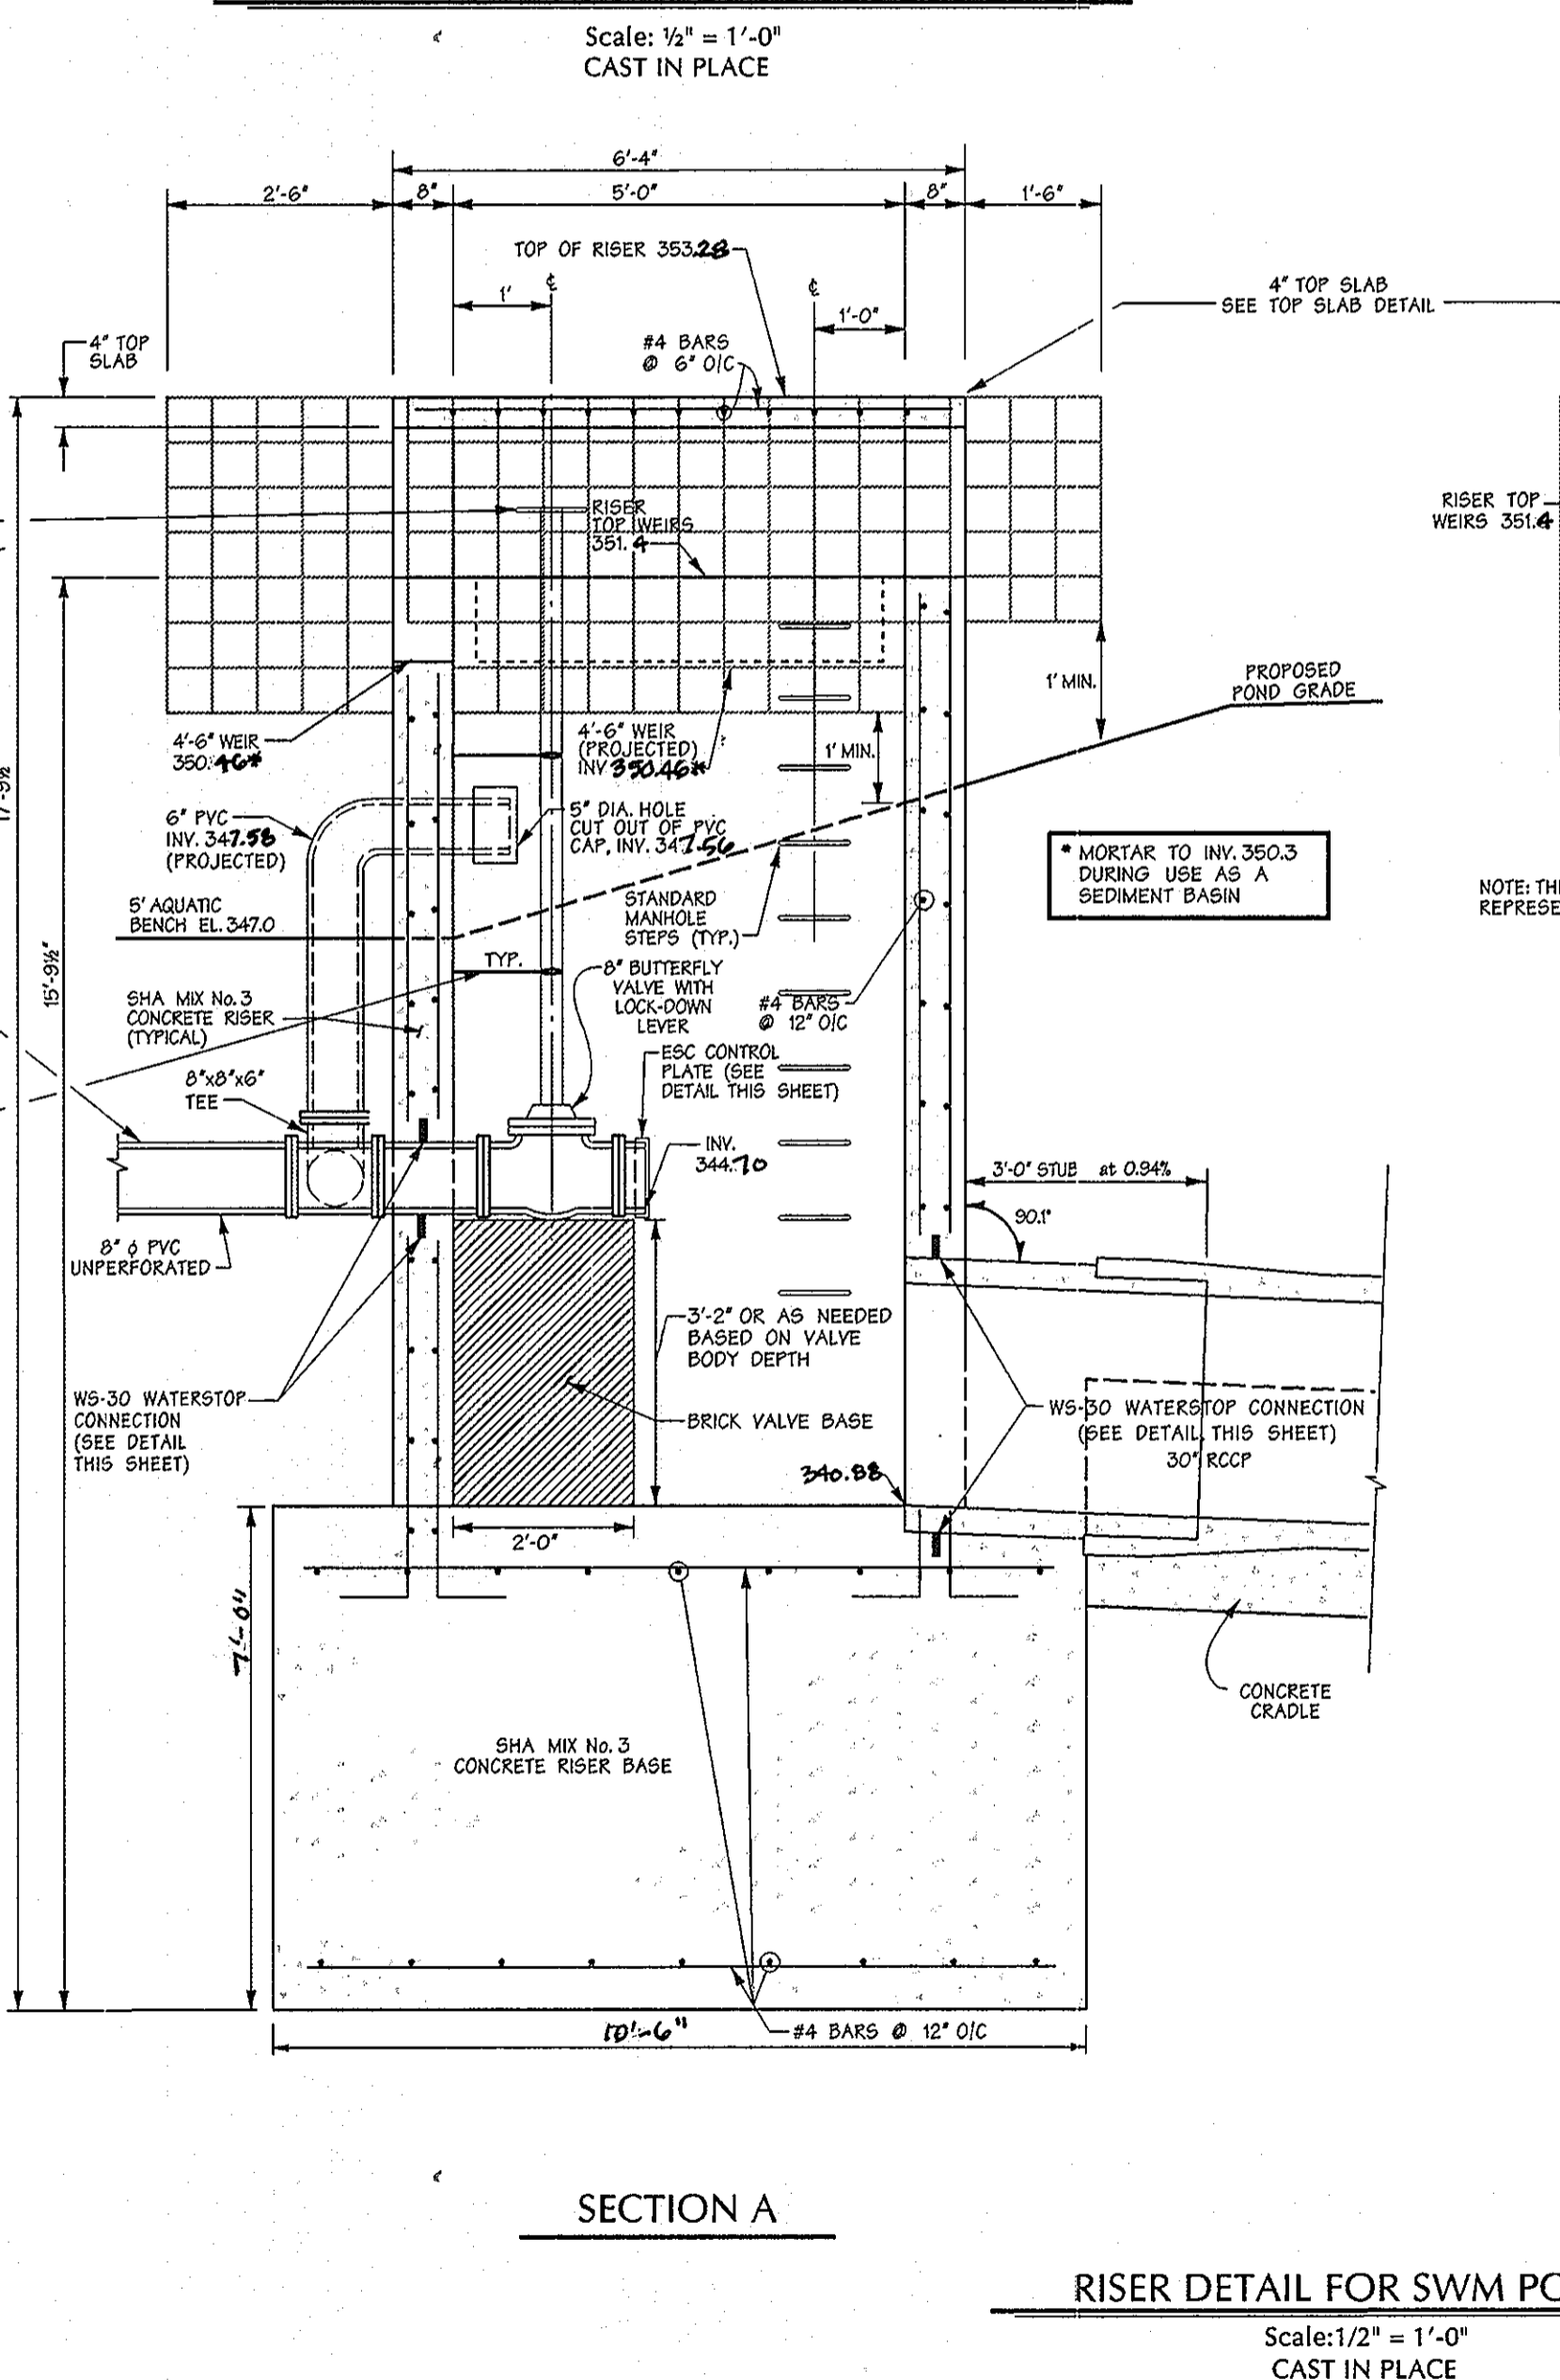 Scale: ½" = 1'-0"
CAST IN PLACE
6'-4"
2'-6"
8"
5'-0"
8"
1'-6"
TOP OF RISER 353.28
1'
℄
℄
1'-0"
4" TOP SLAB
SEE TOP SLAB DETAIL
4" TOP
SLAB
#4 BARS
@ 6" O/C
RISER
TOP WEIRS
351.4
RISER TOP
WEIRS 351.4
1' MIN.
PROPOSED
POND GRADE
4'-6" WEIR
350.46*
4'-6" WEIR
(PROJECTED)
INV 350.46*
1' MIN.
17'-9½
6" PVC
INV. 347.58
(PROJECTED)
5" DIA. HOLE
CUT OUT OF PVC
CAP, INV. 347.56
* MORTAR TO INV. 350.3
DURING USE AS A
SEDIMENT BASIN
5' AQUATIC
BENCH EL. 347.0
STANDARD
MANHOLE
STEPS (TYP.)
NOTE: TH
REPRESE
15'-9½"
TYP.
8" BUTTERFLY
VALVE WITH
LOCK-DOWN
LEVER
#4 BARS
@ 12" O/C
SHA MIX No. 3
CONCRETE RISER
(TYPICAL)
ESC CONTROL
PLATE (SEE
DETAIL THIS SHEET)
8"x8"x6"
TEE
INV.
344.70
3'-0" STUB at 0.94%
90.1°
8" ϕ PVC
UNPERFORATED
3'-2" OR AS NEEDED
BASED ON VALVE
BODY DEPTH
WS-30 WATERSTOP
CONNECTION
(SEE DETAIL
THIS SHEET)
BRICK VALVE BASE
WS-30 WATERSTOP CONNECTION
(SEE DETAIL THIS SHEET)
30" RCCP
340.88
2'-0"
7'-0"
CONCRETE
CRADLE
SHA MIX No. 3
CONCRETE RISER BASE
10'-6"
#4 BARS @ 12" O/C
SECTION A
RISER DETAIL FOR SWM PO
Scale:1/2" = 1'-0"
CAST IN PLACE